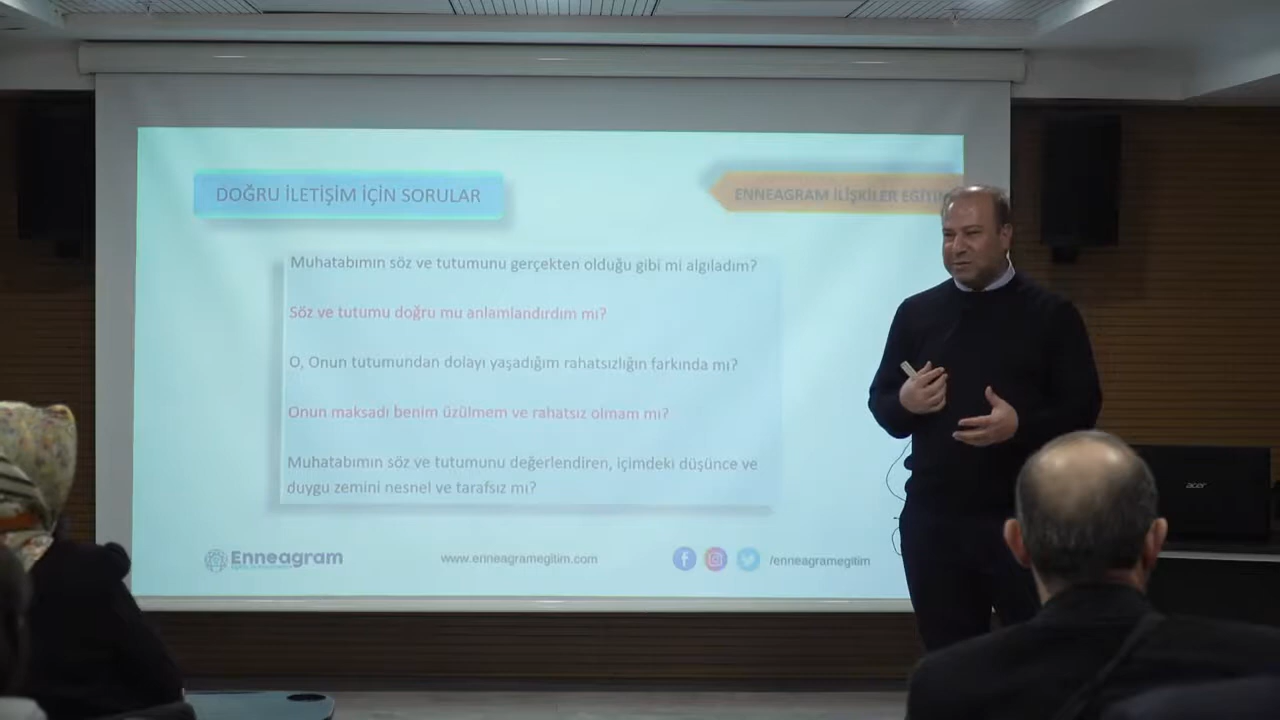 DOĞRU İLETİŞİM İÇİN SORULAR
ENNEAGRAM İLİŞKİLER
Muhatabımın söz ve tutumunu gerçekten olduğu gibi mi algıladım?
Söz ve tutumu doğru mu anlamlandırdım mı?
O, Onun tutumundan dolayı yaşadığım rahatsızlığın farkında mı?
Onun maksadı benim üzülmem ve rahatsız olmam mı?
Muhatabımın söz ve tutumunu değerlendiren, içimdeki düşünce ve
duygu zemini nesnel ve tarafsız mı?
Enneagram
www.enneagramegitim.com
/enneagramegitim
acer